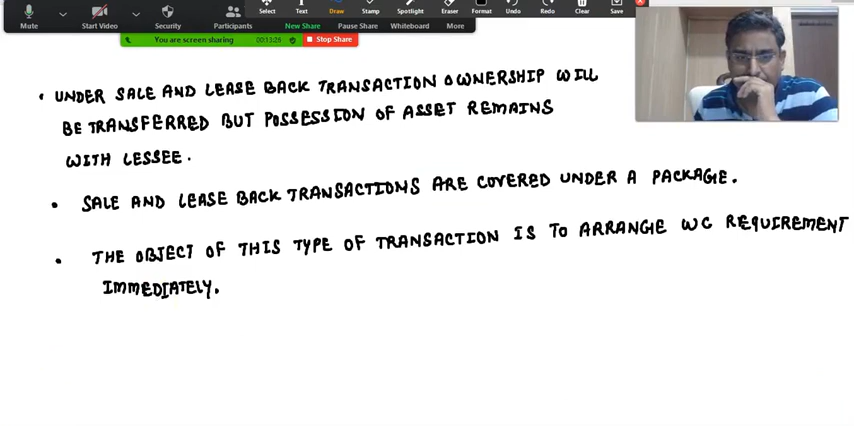 Select
Text
Draw
Stamp
Spotlight
Eraser
Format
Undo
Redo
Clear
Save
Mute
Start Video
Security
Participants
New Share
Pause Share
Whiteboard
More
You are screen sharing
00:13:26
Stop Share
• UNDER SALE AND LEASE BACK TRANSACTION OWNERSHIP WILL
BE TRANSFERRED BUT POSSESSION OF ASSET REMAINS
WITH LESSEE.
• SALE AND LEASE BACK TRANSACTIONS ARE COVERED UNDER A PACKAGE.
• THE OBJECT OF THIS TYPE OF TRANSACTION IS TO ARRANGE WC REQUIREMENT
IMMEDIATELY.